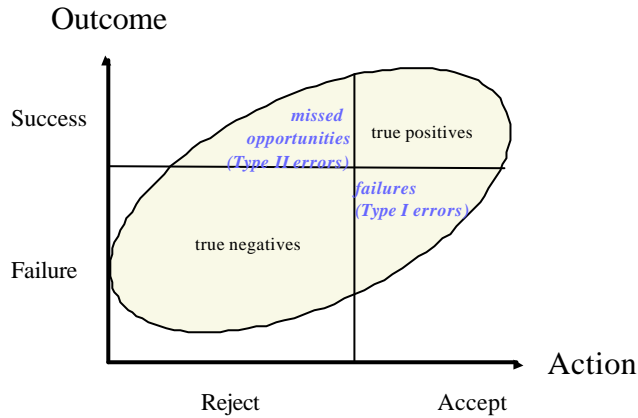 Outcome
Success
missed
opportunities
(Type II errors)
true positives
failures
(Type I errors)
true negatives
Failure
Action
Reject
Accept